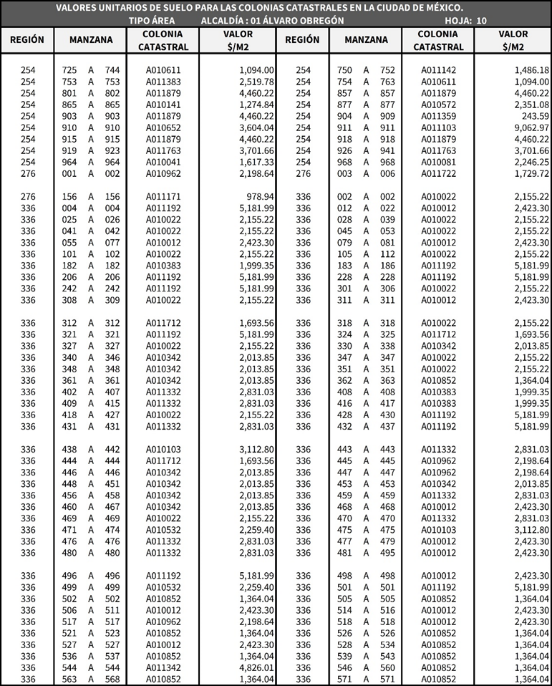 VALORES UNITARIOS DE SUELO PARA LAS COLONIAS CATASTRALES EN LA CIUDAD DE MÉXICO.
TIPO ÁREA ALCALDÍA : 01 ÁLVARO OBREGÓN HOJA: 10
REGIÓN MANZANA COLONIA CATASTRAL VALOR $/M2 MANZANA COLONIA CATASTRAL VALOR $/M2
254 725 A 744 A010611 1,094.00 254 750 A 752 A011142 1,486.18
254 753 A 753 A011383 2,519.78 254 754 A 763 A010611 1,094.00
254 801 A 802 A011879 4,460.22 254 857 A 857 A011879 4,460.22
254 865 A 865 A010141 1,274.84 254 877 A 877 A010572 2,351.08
254 903 A 903 A011879 4,460.22 254 904 A 909 A011359 243.59
254 910 A 910 A010652 3,604.04 254 911 A 911 A011103 9,062.97
254 915 A 915 A011879 4,460.22 254 918 A 918 A011879 4,460.22
254 919 A 923 A011763 3,701.66 254 926 A 941 A011763 3,701.66
254 964 A 964 A010041 1,617.33 254 968 A 968 A010081 2,246.25
276 001 A 002 A010962 2,198.64 276 003 A 006 A011722 1,729.72
276 156 A 156 A011171 978.94 336 002 A 002 A010022 2,155.22
336 004 A 004 A011192 5,181.99 336 012 A 022 A010012 2,423.30
336 025 A 026 A010022 2,155.22 336 028 A 039 A010022 2,155.22
336 041 A 042 A010022 2,155.22 336 045 A 053 A010022 2,155.22
336 055 A 077 A010012 2,423.30 336 079 A 081 A010012 2,423.30
336 101 A 102 A010022 2,155.22 336 105 A 112 A010022 2,155.22
336 182 A 182 A010383 1,999.35 336 183 A 186 A011192 5,181.99
336 206 A 206 A011192 5,181.99 336 228 A 228 A011192 5,181.99
336 242 A 242 A011192 5,181.99 336 301 A 306 A010022 2,155.22
336 308 A 309 A010022 2,155.22 336 311 A 311 A010012 2,423.30
336 312 A 312 A011712 1,693.56 336 318 A 318 A010022 2,155.22
336 321 A 321 A011192 5,181.99 336 324 A 325 A011712 1,693.56
336 327 A 327 A010022 2,155.22 336 330 A 338 A010342 2,013.85
336 340 A 346 A010342 2,013.85 336 347 A 347 A010022 2,155.22
336 348 A 348 A010342 2,013.85 336 351 A 351 A010022 2,155.22
336 361 A 361 A010342 2,013.85 336 362 A 363 A010852 1,364.04
336 402 A 407 A011332 2,831.03 336 408 A 408 A010383 1,999.35
336 409 A 415 A011332 2,831.03 336 416 A 417 A010383 1,999.35
336 418 A 427 A010022 2,155.22 336 428 A 430 A011192 5,181.99
336 431 A 431 A011332 2,831.03 336 432 A 437 A011192 5,181.99
336 438 A 442 A010103 3,112.80 336 443 A 443 A011332 2,831.03
336 444 A 444 A011712 1,693.56 336 445 A 445 A010962 2,198.64
336 446 A 446 A010342 2,013.85 336 447 A 447 A010962 2,198.64
336 448 A 451 A010342 2,013.85 336 453 A 453 A010342 2,013.85
336 456 A 458 A010342 2,013.85 336 459 A 459 A011332 2,831.03
336 460 A 467 A010342 2,013.85 336 468 A 468 A010012 2,423.30
336 469 A 469 A010022 2,155.22 336 470 A 470 A011332 2,831.03
336 471 A 474 A010532 2,259.40 336 475 A 475 A010103 3,112.80
336 476 A 476 A011332 2,831.03 336 477 A 479 A010012 2,423.30
336 480 A 480 A011332 2,831.03 336 481 A 495 A010012 2,423.30
336 496 A 496 A011192 5,181.99 336 498 A 498 A010012 2,423.30
336 499 A 499 A010532 2,259.40 336 501 A 501 A011192 5,181.99
336 502 A 502 A010852 1,364.04 336 505 A 505 A010852 1,364.04
336 506 A 511 A010012 2,423.30 336 514 A 516 A010012 2,423.30
336 517 A 517 A010962 2,198.64 336 518 A 518 A010012 2,423.30
336 521 A 523 A010852 1,364.04 336 526 A 526 A010852 1,364.04
336 527 A 527 A010012 2,423.30 336 528 A 534 A010852 1,364.04
336 536 A 537 A010852 1,364.04 336 539 A 543 A010852 1,364.04
336 544 A 544 A011342 4,826.01 336 546 A 560 A010852 1,364.04
336 563 A 568 A010852 1,364.04 336 571 A 571 A010852 1,364.04